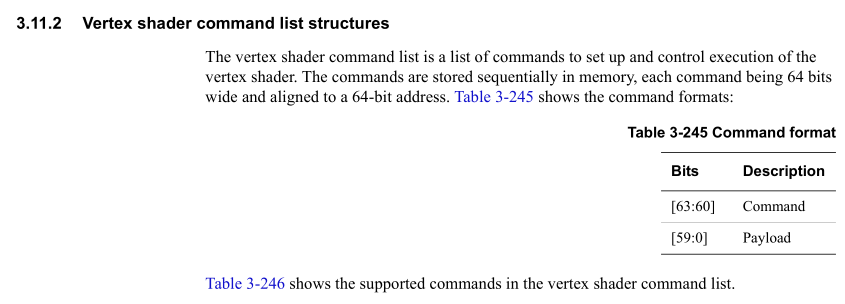 3.11.2 Vertex shader command list structures
The vertex shader command list is a list of commands to set up and control execution of the
vertex shader. The commands are stored sequentially in memory, each command being 64 bits
wide and aligned to a 64-bit address. Table 3-245 shows the command formats:
Table 3-245 Command format
Bits Description
[63:60] Command
[59:0] Payload
Table 3-246 shows the supported commands in the vertex shader command list.